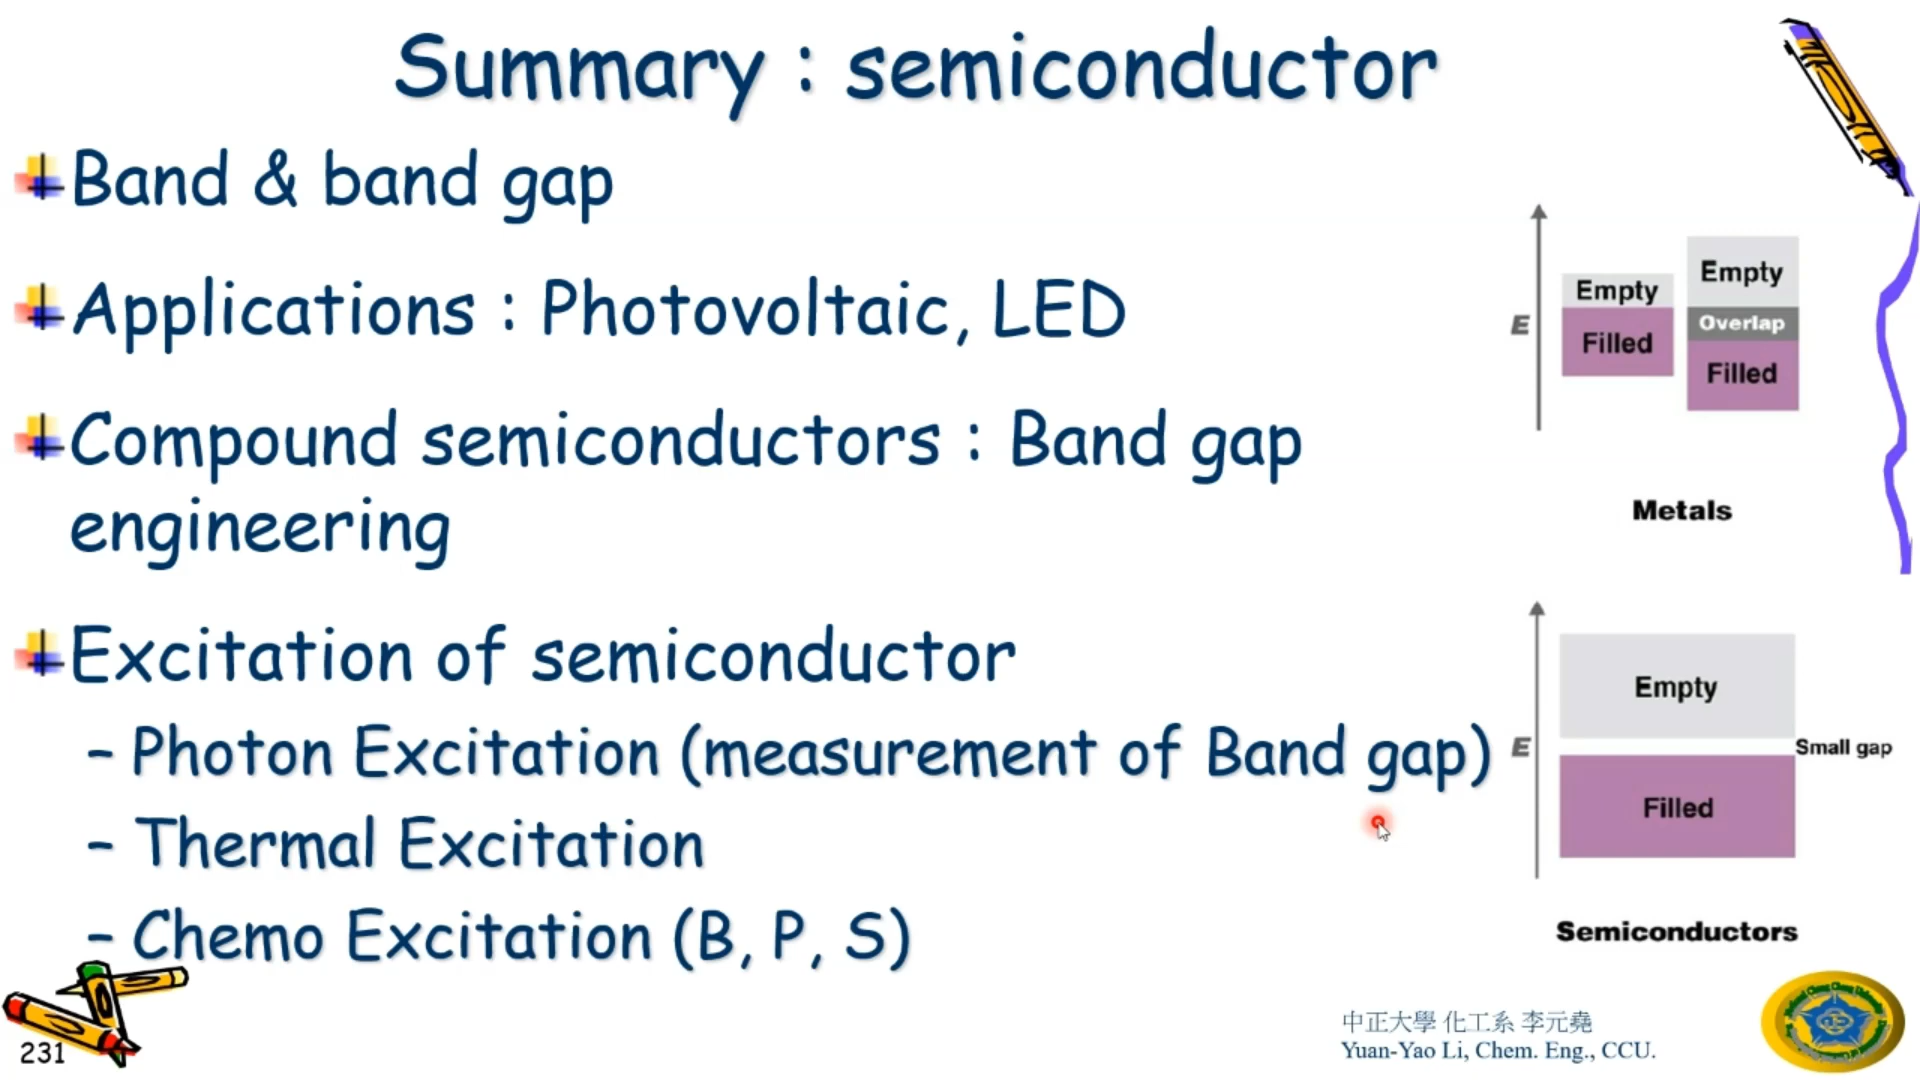 Summary : semiconductor
Band & band gap
Applications : Photovoltaic, LED
Compound semiconductors : Band gap
engineering
Excitation of semiconductor
– Photon Excitation (measurement of Band gap)
– Thermal Excitation
– Chemo Excitation (B, P, S)
E
Empty
Filled
Empty
Overlap
Filled
Metals
E
Empty
Small gap
Filled
Semiconductors
中正大學 化工系 李元堯
Yuan-Yao Li, Chem. Eng., CCU.
231